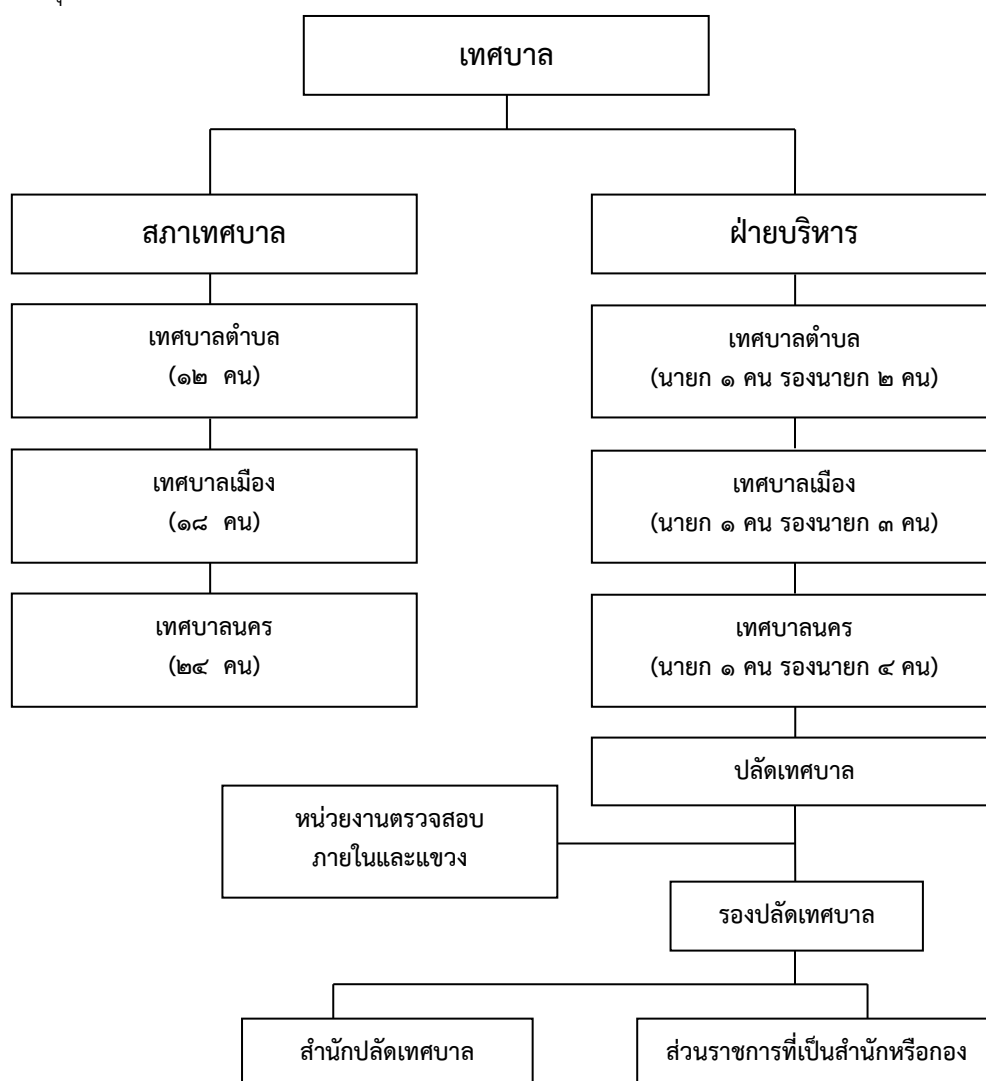 เทศบาล
สภาเทศบาล
ฝ่ายบริหาร
เทศบาลตำบล
(๑๒ คน)
เทศบาลตำบล
(นายก ๑ คน รองนายก ๒ คน)
เทศบาลเมือง
(๑๘ คน)
เทศบาลเมือง
(นายก ๑ คน รองนายก ๓ คน)
เทศบาลนคร
(๒๔ คน)
เทศบาลนคร
(นายก ๑ คน รองนายก ๔ คน)
ปลัดเทศบาล
หน่วยงานตรวจสอบ
ภายในและแขวง
รองปลัดเทศบาล
สำนักปลัดเทศบาล
ส่วนราชการที่เป็นสำนักหรือกอง